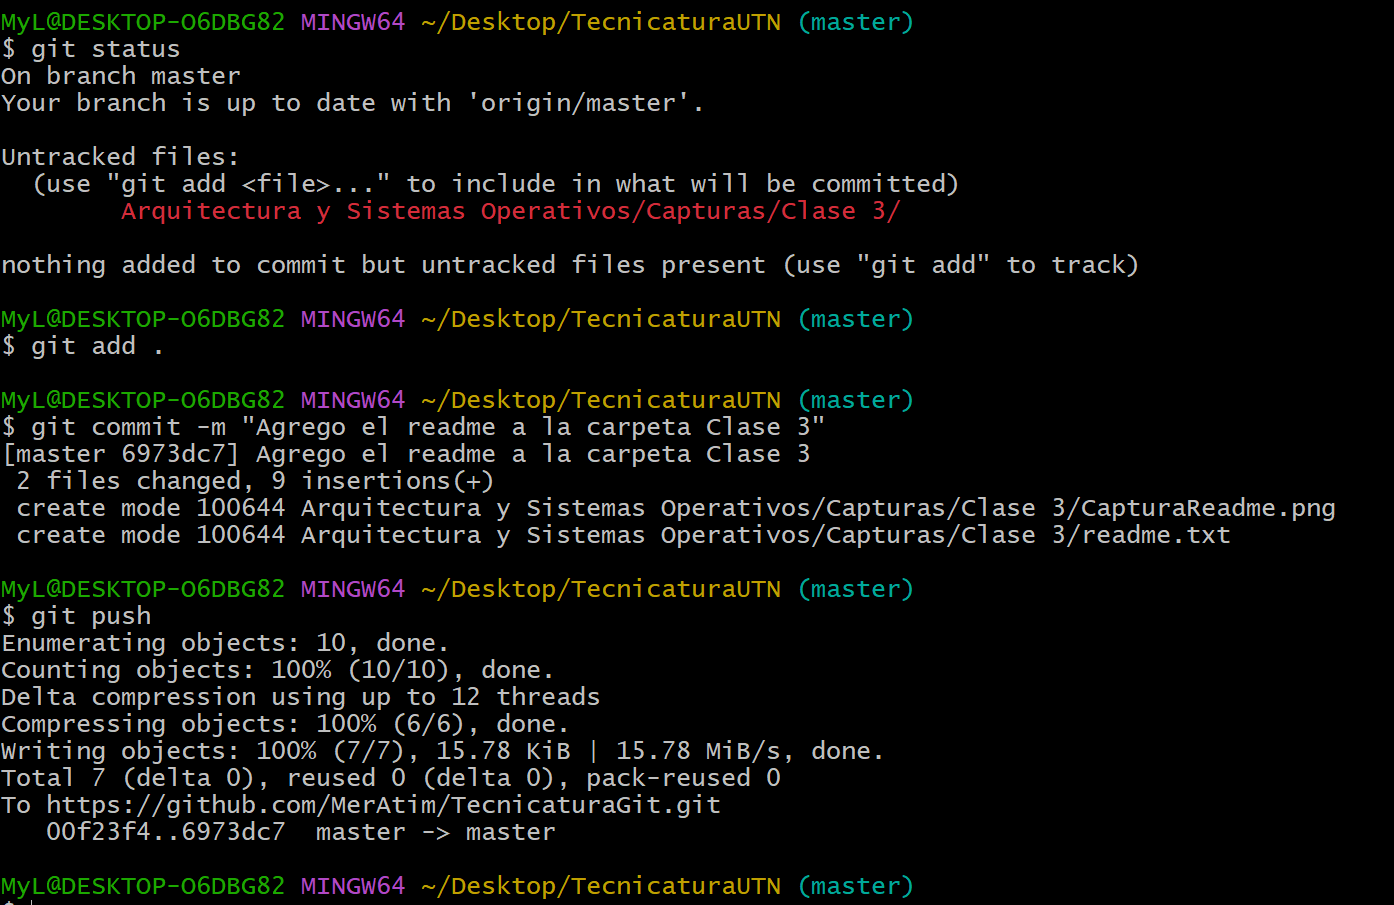 MyL@DESKTOP-O6DBG82 MINGW64 ~/Desktop/TecnicaturaUTN (master)
$ git status
On branch master
Your branch is up to date with 'origin/master'.
Untracked files:
  (use "git add <file>..." to include in what will be committed)
        Arquitectura y Sistemas Operativos/Capturas/Clase 3/
nothing added to commit but untracked files present (use "git add" to track)
MyL@DESKTOP-O6DBG82 MINGW64 ~/Desktop/TecnicaturaUTN (master)
$ git add .
MyL@DESKTOP-O6DBG82 MINGW64 ~/Desktop/TecnicaturaUTN (master)
$ git commit -m "Agrego el readme a la carpeta Clase 3"
[master 6973dc7] Agrego el readme a la carpeta Clase 3
 2 files changed, 9 insertions(+)
 create mode 100644 Arquitectura y Sistemas Operativos/Capturas/Clase 3/CapturaReadme.png
 create mode 100644 Arquitectura y Sistemas Operativos/Capturas/Clase 3/readme.txt
MyL@DESKTOP-O6DBG82 MINGW64 ~/Desktop/TecnicaturaUTN (master)
$ git push
Enumerating objects: 10, done.
Counting objects: 100% (10/10), done.
Delta compression using up to 12 threads
Compressing objects: 100% (6/6), done.
Writing objects: 100% (7/7), 15.78 KiB | 15.78 MiB/s, done.
Total 7 (delta 0), reused 0 (delta 0), pack-reused 0
To https://github.com/MerAtim/TecnicaturaGit.git
   00f23f4..6973dc7  master -> master
MyL@DESKTOP-O6DBG82 MINGW64 ~/Desktop/TecnicaturaUTN (master)
$